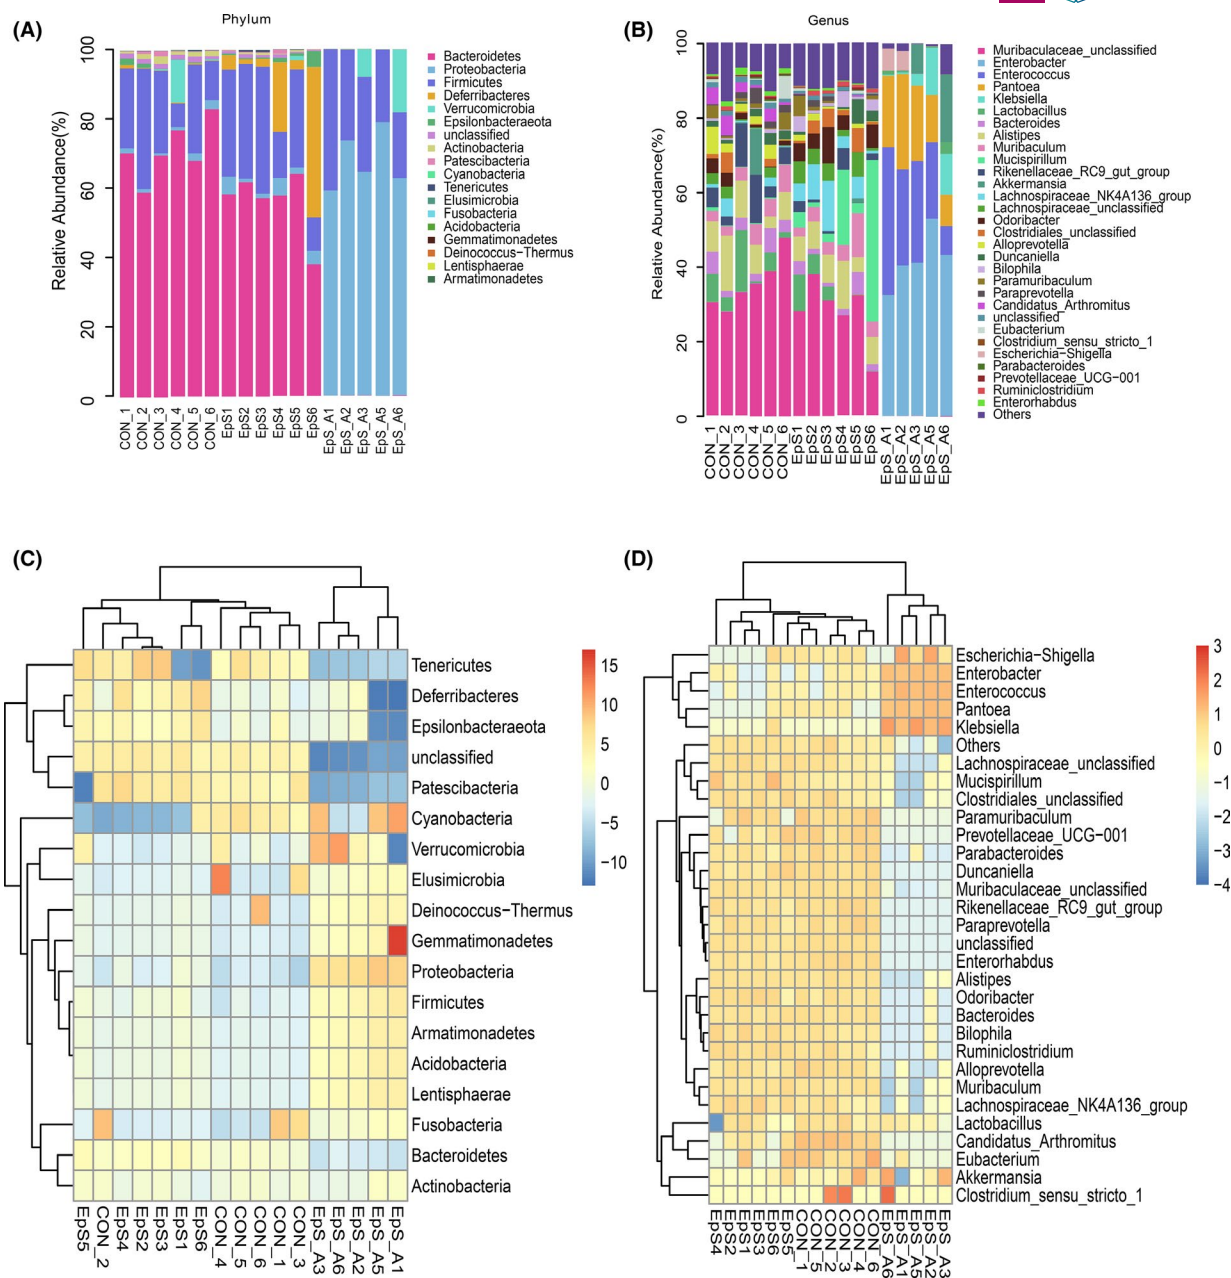 (A)
Phylum
Relative Abundance(%)
100
80
60
40
20
0
CON_1
CON_2
CON_3
CON_4
CON_5
CON_6
EpS1
EpS2
EpS3
EpS4
EpS5
EpS6
EpS_A1
EpS_A2
EpS_A3
EpS_A5
EpS_A6
Bacteroidetes
Proteobacteria
Firmicutes
Deferribacteres
Verrucomicrobia
Epsilonbacteraeota
unclassified
Actinobacteria
Patescibacteria
Cyanobacteria
Tenericutes
Elusimicrobia
Fusobacteria
Acidobacteria
Gemmatimonadetes
Deinococcus-Thermus
Lentisphaerae
Armatimonadetes
(B)
Genus
Relative Abundance(%)
100
80
60
40
20
0
CON_1
CON_2
CON_3
CON_4
CON_5
CON_6
EpS1
EpS2
EpS3
EpS4
EpS5
EpS6
EpS_A1
EpS_A2
EpS_A3
EpS_A5
EpS_A6
Muribaculaceae_unclassified
Enterobacter
Enterococcus
Pantoea
Klebsiella
Lactobacillus
Bacteroides
Alistipes
Muribaculum
Mucispirillum
Rikenellaceae_RC9_gut_group
Akkermansia
Lachnospiraceae_NK4A136_group
Lachnospiraceae_unclassified
Odoribacter
Clostridiales_unclassified
Alloprevotella
Duncaniella
Bilophila
Paramuribaculum
Paraprevotella
Candidatus_Arthromitus
unclassified
Eubacterium
Clostridium_sensu_stricto_1
Escherichia-Shigella
Parabacteroides
Prevotellaceae_UCG-001
Ruminiclostridium
Enterorhabdus
Others
(C)
Tenericutes
Deferribacteres
Epsilonbacteraeota
unclassified
Patescibacteria
Cyanobacteria
Verrucomicrobia
Elusimicrobia
Deinococcus-Thermus
Gemmatimonadetes
Proteobacteria
Firmicutes
Armatimonadetes
Acidobacteria
Lentisphaerae
Fusobacteria
Bacteroidetes
Actinobacteria
15
10
5
0
-5
-10
EpS5
CON_2
EpS4
EpS2
EpS3
EpS1
EpS6
CON_4
CON_5
CON_6
CON_1
CON_3
EpS_A3
EpS_A6
EpS_A2
EpS_A5
EpS_A1
(D)
Escherichia-Shigella
Enterobacter
Enterococcus
Pantoea
Klebsiella
Others
Lachnospiraceae_unclassified
Mucispirillum
Clostridiales_unclassified
Paramuribaculum
Prevotellaceae_UCG-001
Parabacteroides
Duncaniella
Muribaculaceae_unclassified
Rikenellaceae_RC9_gut_group
Paraprevotella
unclassified
Enterorhabdus
Alistipes
Odoribacter
Bacteroides
Bilophila
Ruminiclostridium
Alloprevotella
Muribaculum
Lachnospiraceae_NK4A136_group
Lactobacillus
Candidatus_Arthromitus
Eubacterium
Akkermansia
Clostridium_sensu_stricto_1
3
2
1
0
-1
-2
-3
-4
EpS4
EpS2
EpS1
EpS3
EpS6
EpS5
CON_1
CON_5
CON_2
CON_3
CON_4
CON_6
EpS_A6
EpS_A1
EpS_A5
EpS_A2
EpS_A3